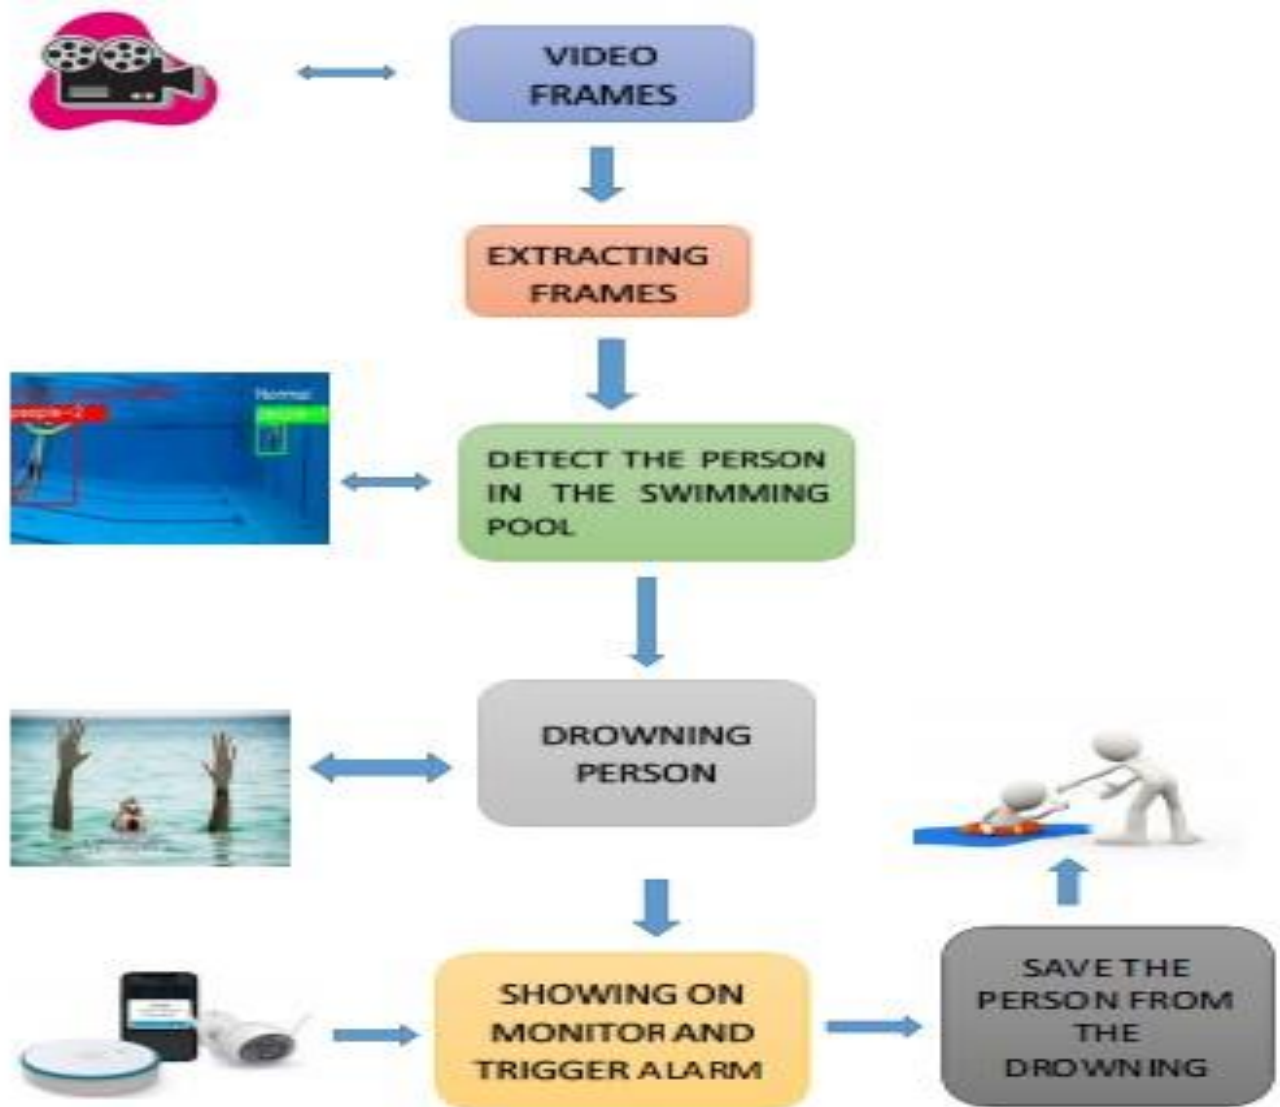 VIDEO
FRAMES
EXTRACTING
FRAMES
people-2
Normal
DETECT THE PERSON
IN THE SWIMMING
POOL
DROWNING
PERSON
SHOWING ON
MONITOR AND
TRIGGER ALARM
SAVE THE
PERSON FROM
THE
DROWNING